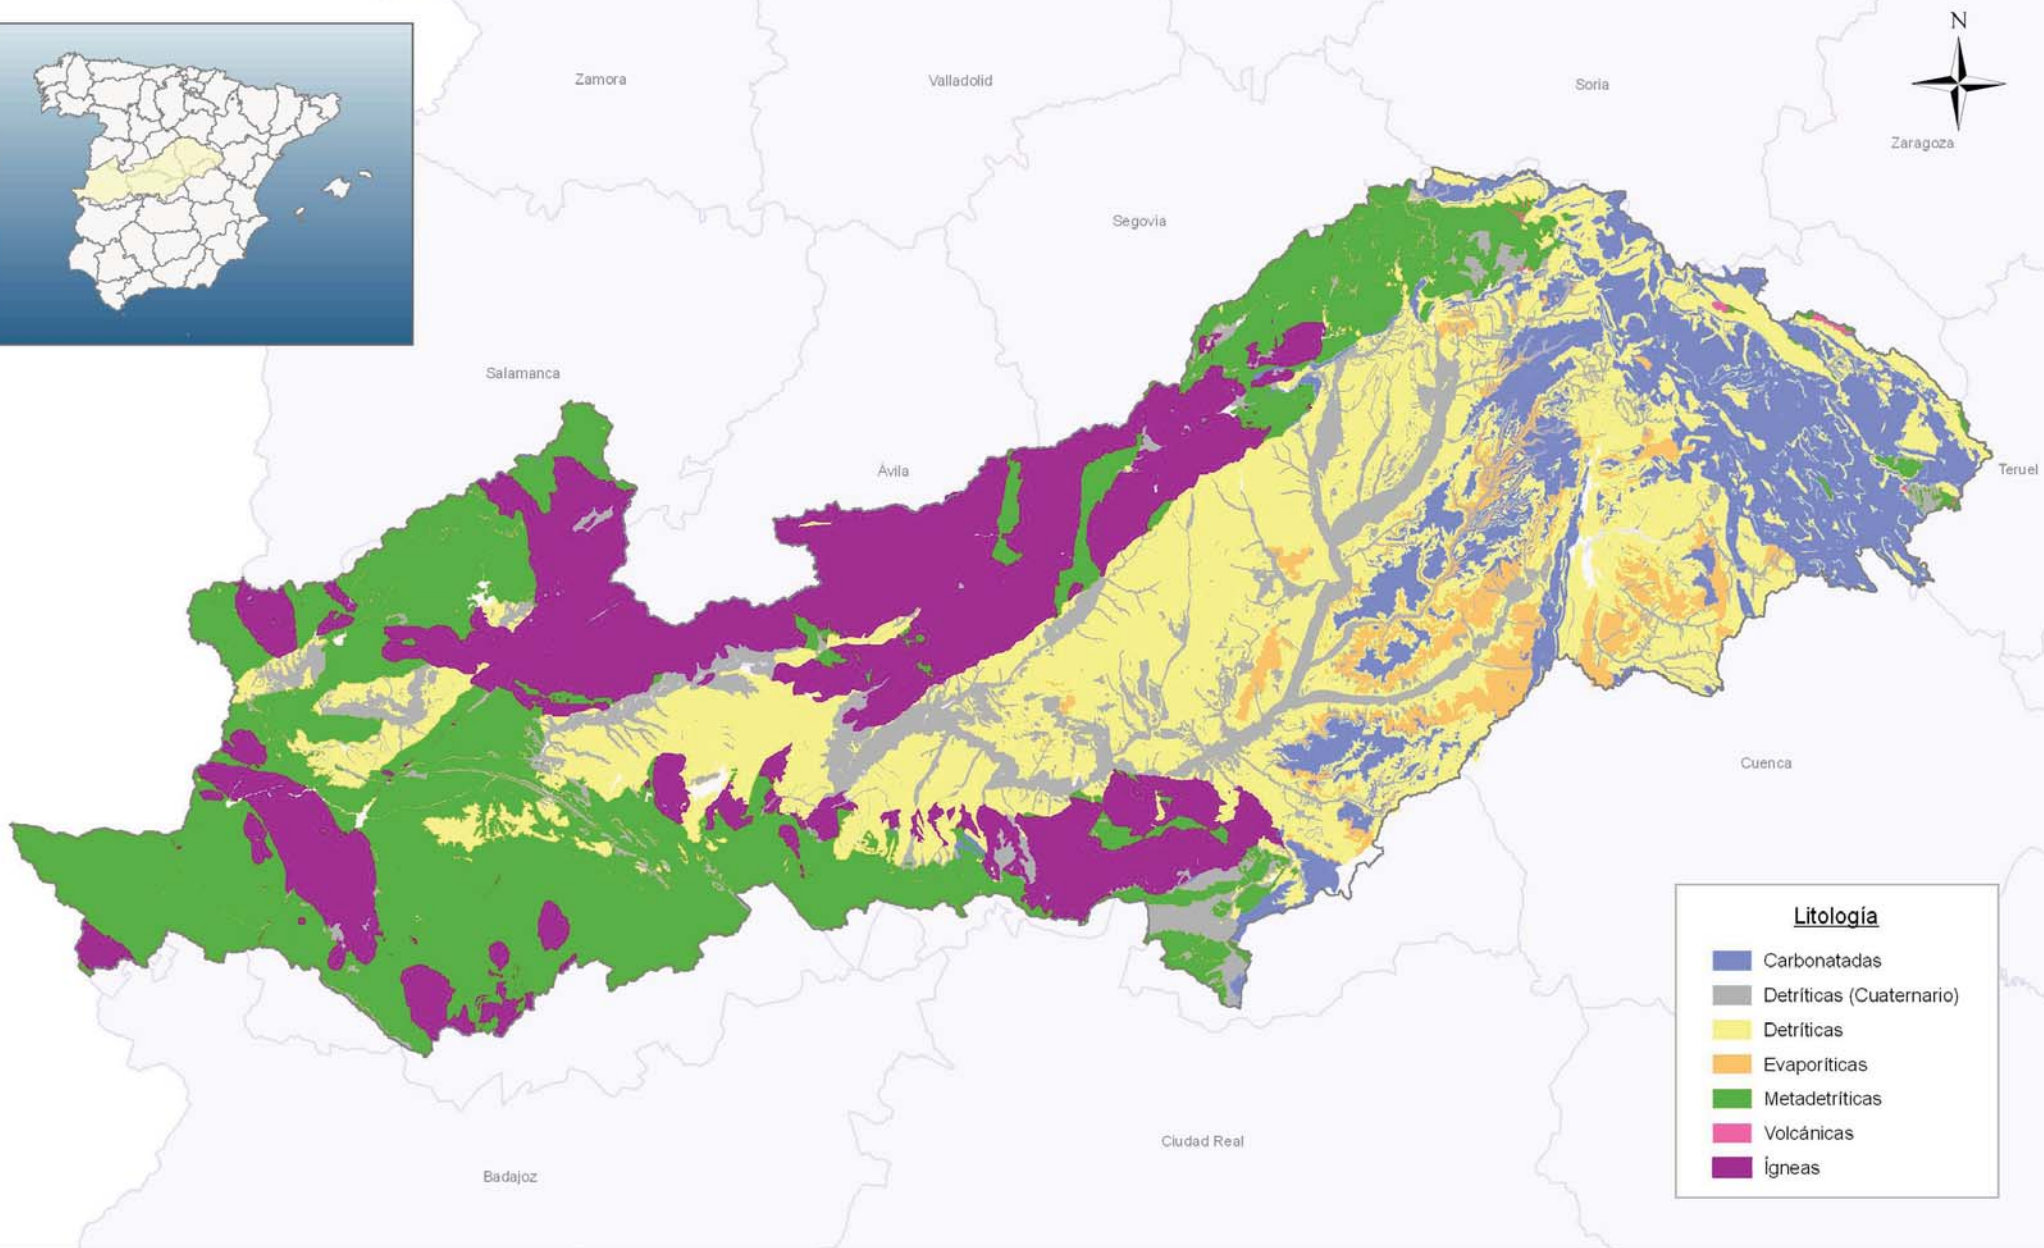 N
Zamora
Valladolid
Soria
Zaragoza
Segovia
Salamanca
Ávila
Teruel
Cuenca
Ciudad Real
Badajoz
Litología
Carbonatadas
Detríticas (Cuaternario)
Detríticas
Evaporíticas
Metadetríticas
Volcánicas
Ígneas